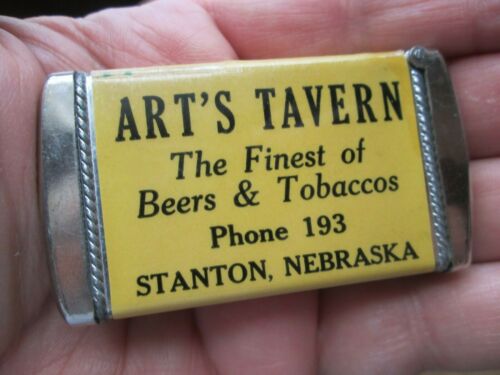 ART'S TAVERN
The Finest of
Beers & Tobaccos
Phone 193
STANTON, NEBRASKA